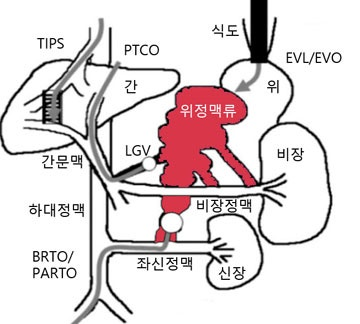 식도
TIPS
PTCO
EVL/EVO
간
위
위정맥류
LGV
간문맥
비장
하대정맥
비장정맥
BRTO/
PARTO
좌신정맥
신장